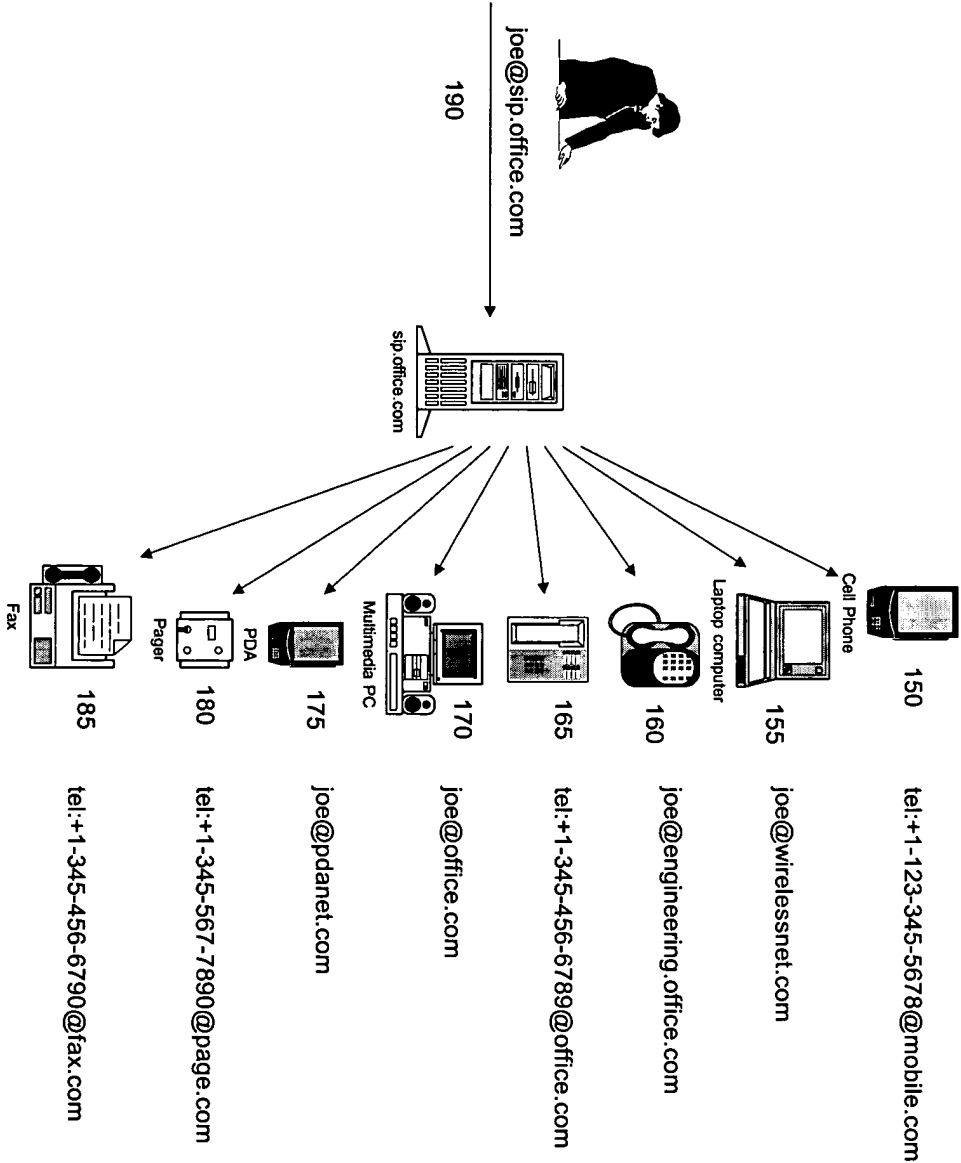 joe@sip.office.com
190
sip.office.com
Cell Phone
150
tel:+1-123-345-5678@mobile.com
Laptop computer
155
joe@wirelessnet.com
160
joe@engineering.office.com
165
tel:+1-345-456-6789@office.com
Multimedia PC
170
joe@office.com
PDA
175
joe@pdanet.com
Pager
180
tel:+1-345-567-7890@page.com
Fax
185
tel:+1-345-456-6790@fax.com